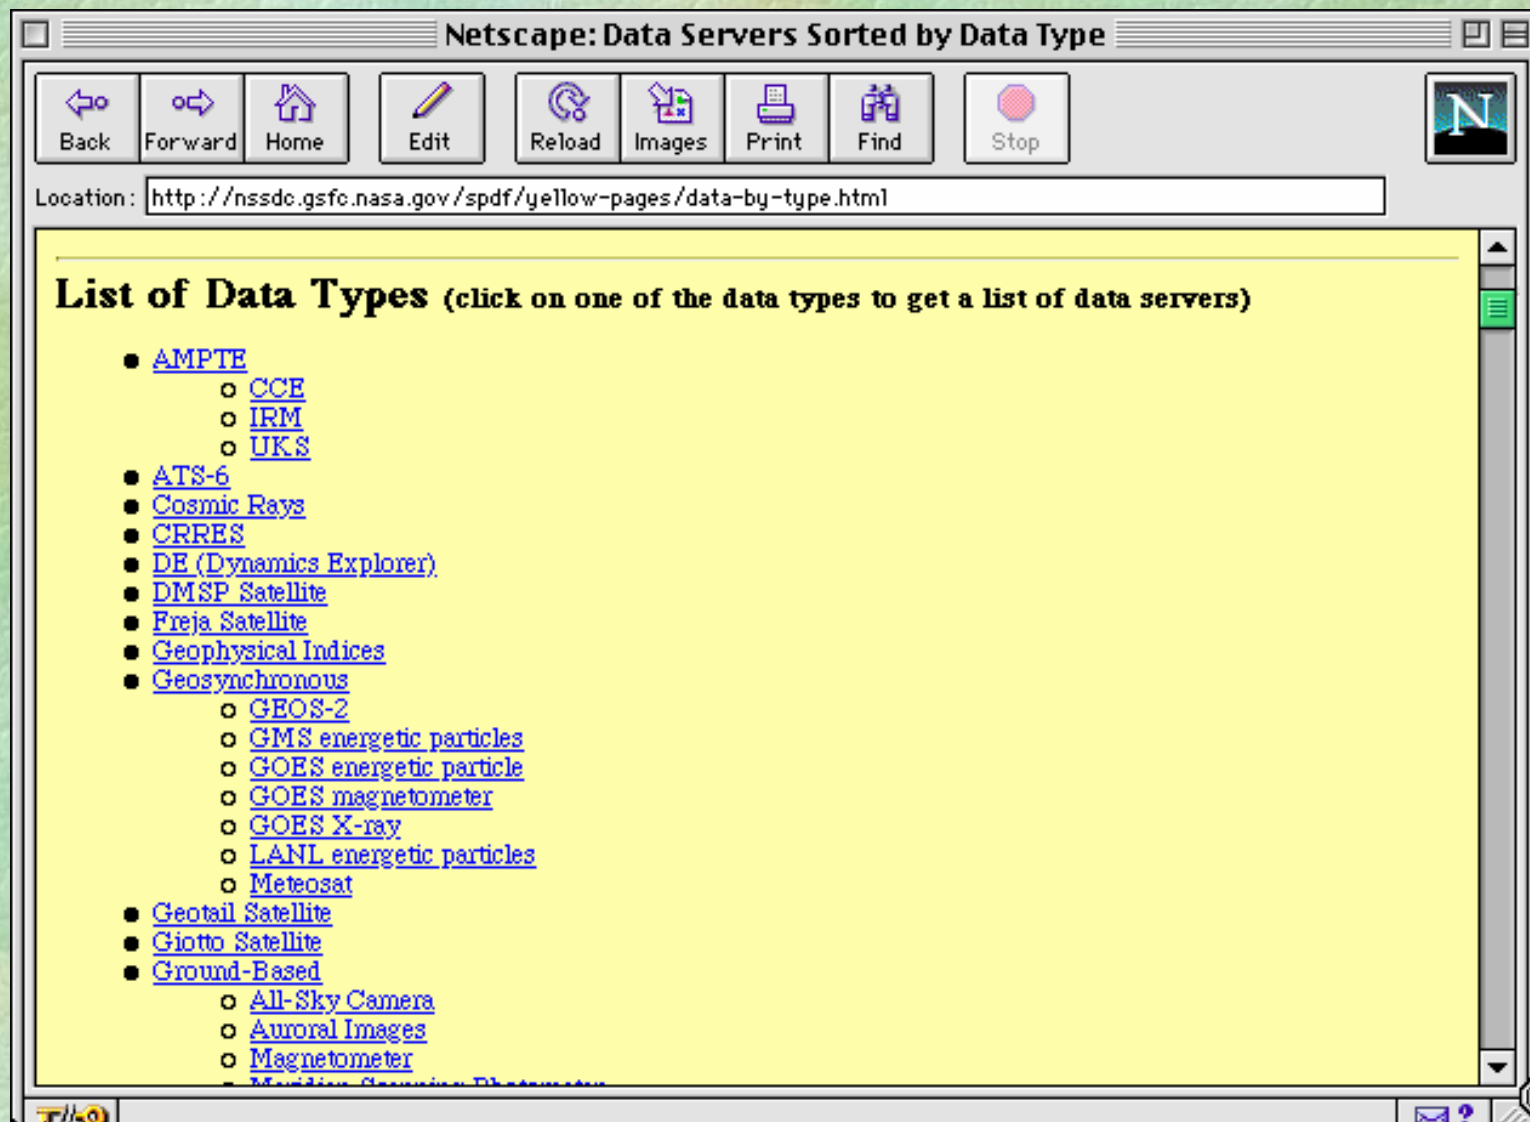 Netscape: Data Servers Sorted by Data Type
Back Forward Home Edit Reload Images Print Find Stop
N
Location: http://nssdc.gsfc.nasa.gov/spdf/yellow-pages/data-by-type.html
List of Data Types (click on one of the data types to get a list of data servers)
AMPTE
CCE
IRM
UKS
ATS-6
Cosmic Rays
CRRES
DE (Dynamics Explorer)
DMSP Satellite
Freja Satellite
Geophysical Indices
Geosynchronous
GEOS-2
GMS energetic particles
GOES energetic particle
GOES magnetometer
GOES X-ray
LANL energetic particles
Meteosat
Geotail Satellite
Giotto Satellite
Ground-Based
All-Sky Camera
Auroral Images
Magnetometer
?